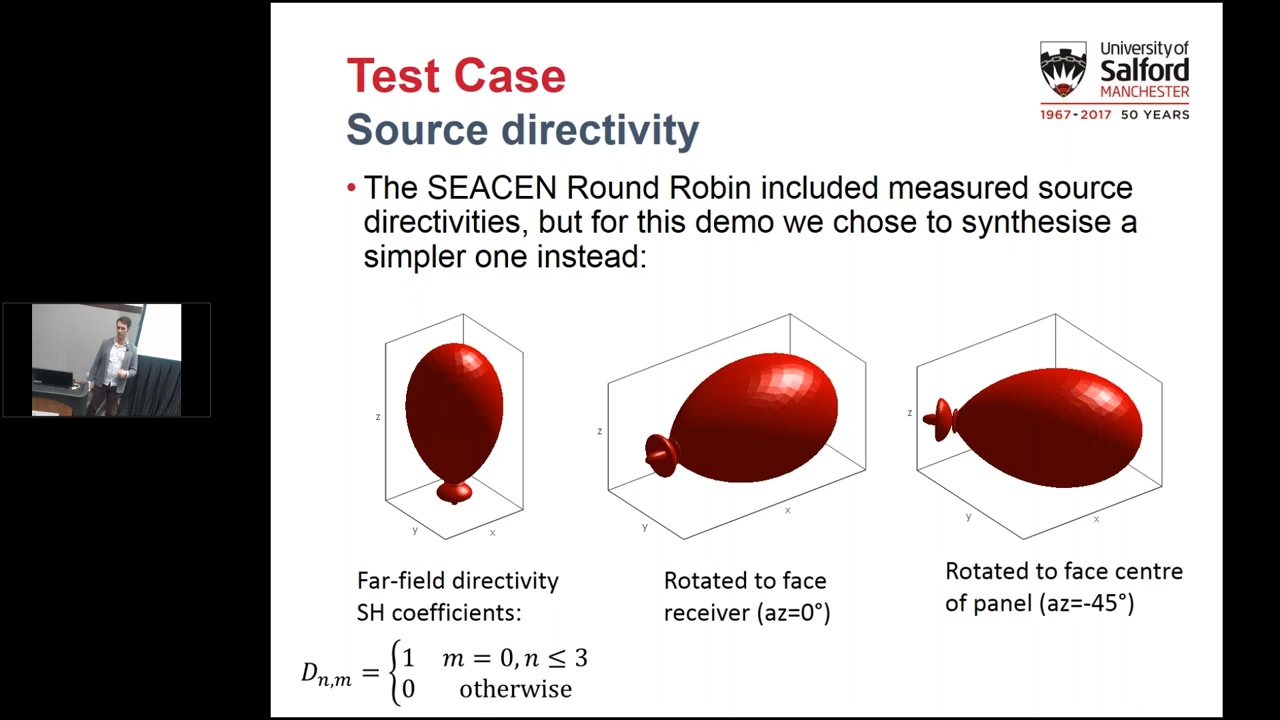 Test Case
Source directivity
University of
Salford
MANCHESTER
1967-2017 50 YEARS
• The SEACEN Round Robin included measured source
directivities, but for this demo we chose to synthesise a
simpler one instead:
z
y
x
z
y
x
z
y
x
Far-field directivity
SH coefficients:
Rotated to face
receiver (az=0°)
Rotated to face centre
of panel (az=-45°)
D_{n,m} = { 1 m = 0, n ≤ 3
0 otherwise